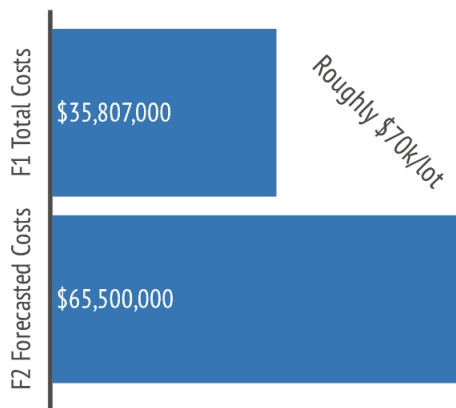 F1 Total Costs
$35,807,000
Roughly $70k/lot
F2 Forecasted Costs
$65,500,000